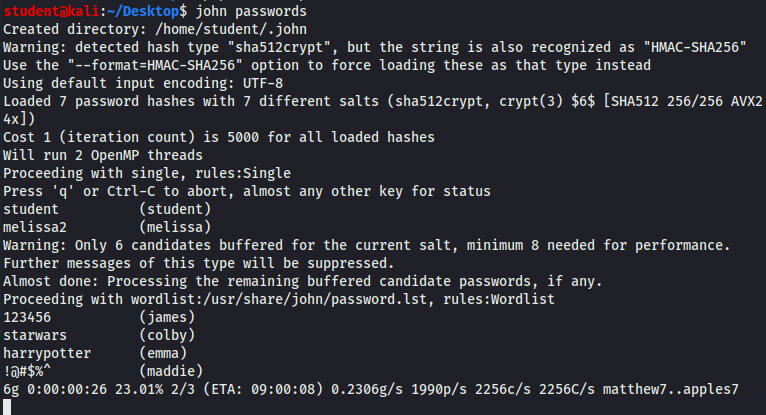 student@kali:~/Desktop$ john passwords
Created directory: /home/student/.john
Warning: detected hash type "sha512crypt", but the string is also recognized as "HMAC-SHA256"
Use the "--format=HMAC-SHA256" option to force loading these as that type instead
Using default input encoding: UTF-8
Loaded 7 password hashes with 7 different salts (sha512crypt, crypt(3) $6$ [SHA512 256/256 AVX2
4x])
Cost 1 (iteration count) is 5000 for all loaded hashes
Will run 2 OpenMP threads
Proceeding with single, rules:Single
Press 'q' or Ctrl-C to abort, almost any other key for status
student          (student)
melissa2         (melissa)
Warning: Only 6 candidates buffered for the current salt, minimum 8 needed for performance.
Further messages of this type will be suppressed.
Almost done: Processing the remaining buffered candidate passwords, if any.
Proceeding with wordlist:/usr/share/john/password.lst, rules:Wordlist
123456           (james)
starwars         (colby)
harrypotter      (emma)
!@#$%^           (maddie)
6g 0:00:00:26 23.01% 2/3 (ETA: 09:00:08) 0.2306g/s 1990p/s 2256c/s 2256C/s matthew7..apples7